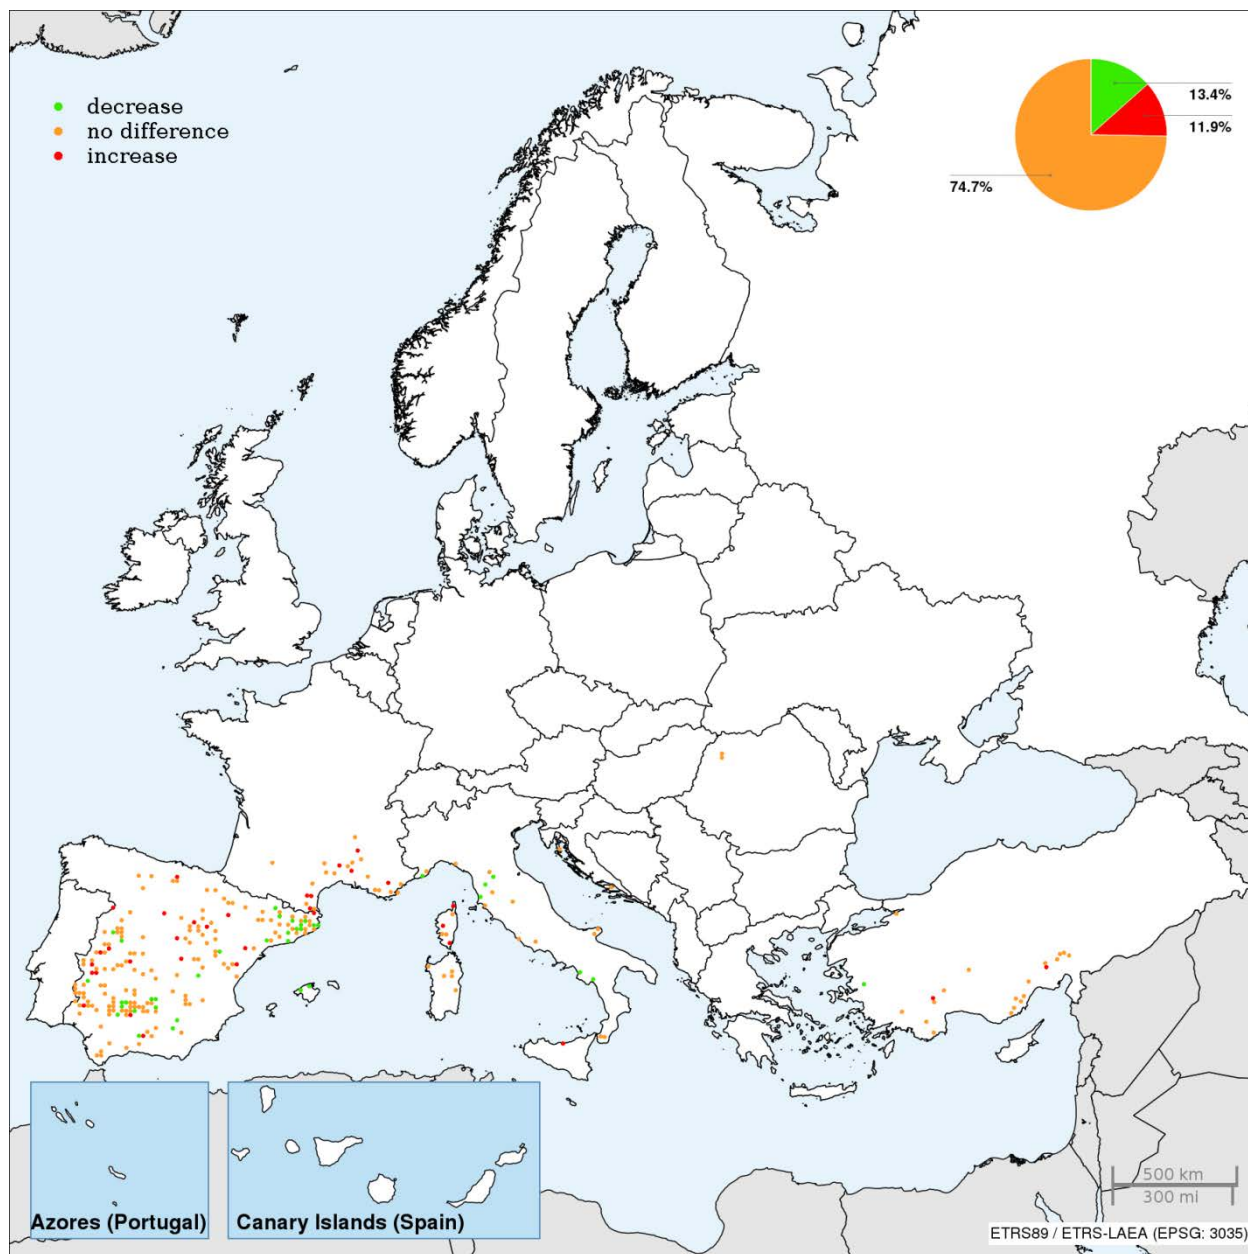 decrease
no difference
increase
13.4%
11.9%
74.7%
Azores (Portugal)
Canary Islands (Spain)
500 km
300 mi
ETRS89 / ETRS-LAEA (EPSG: 3035)